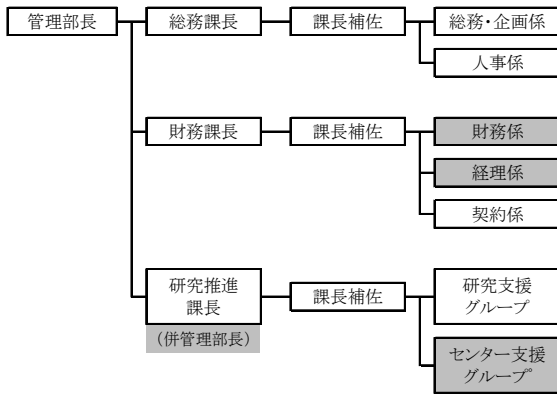 管理部長
総務課長
課長補佐
総務・企画係
人事係
財務課長
課長補佐
財務係
経理係
契約係
研究推進
課長
(併管理部長)
課長補佐
研究支援
グループ
センター支援
グループ